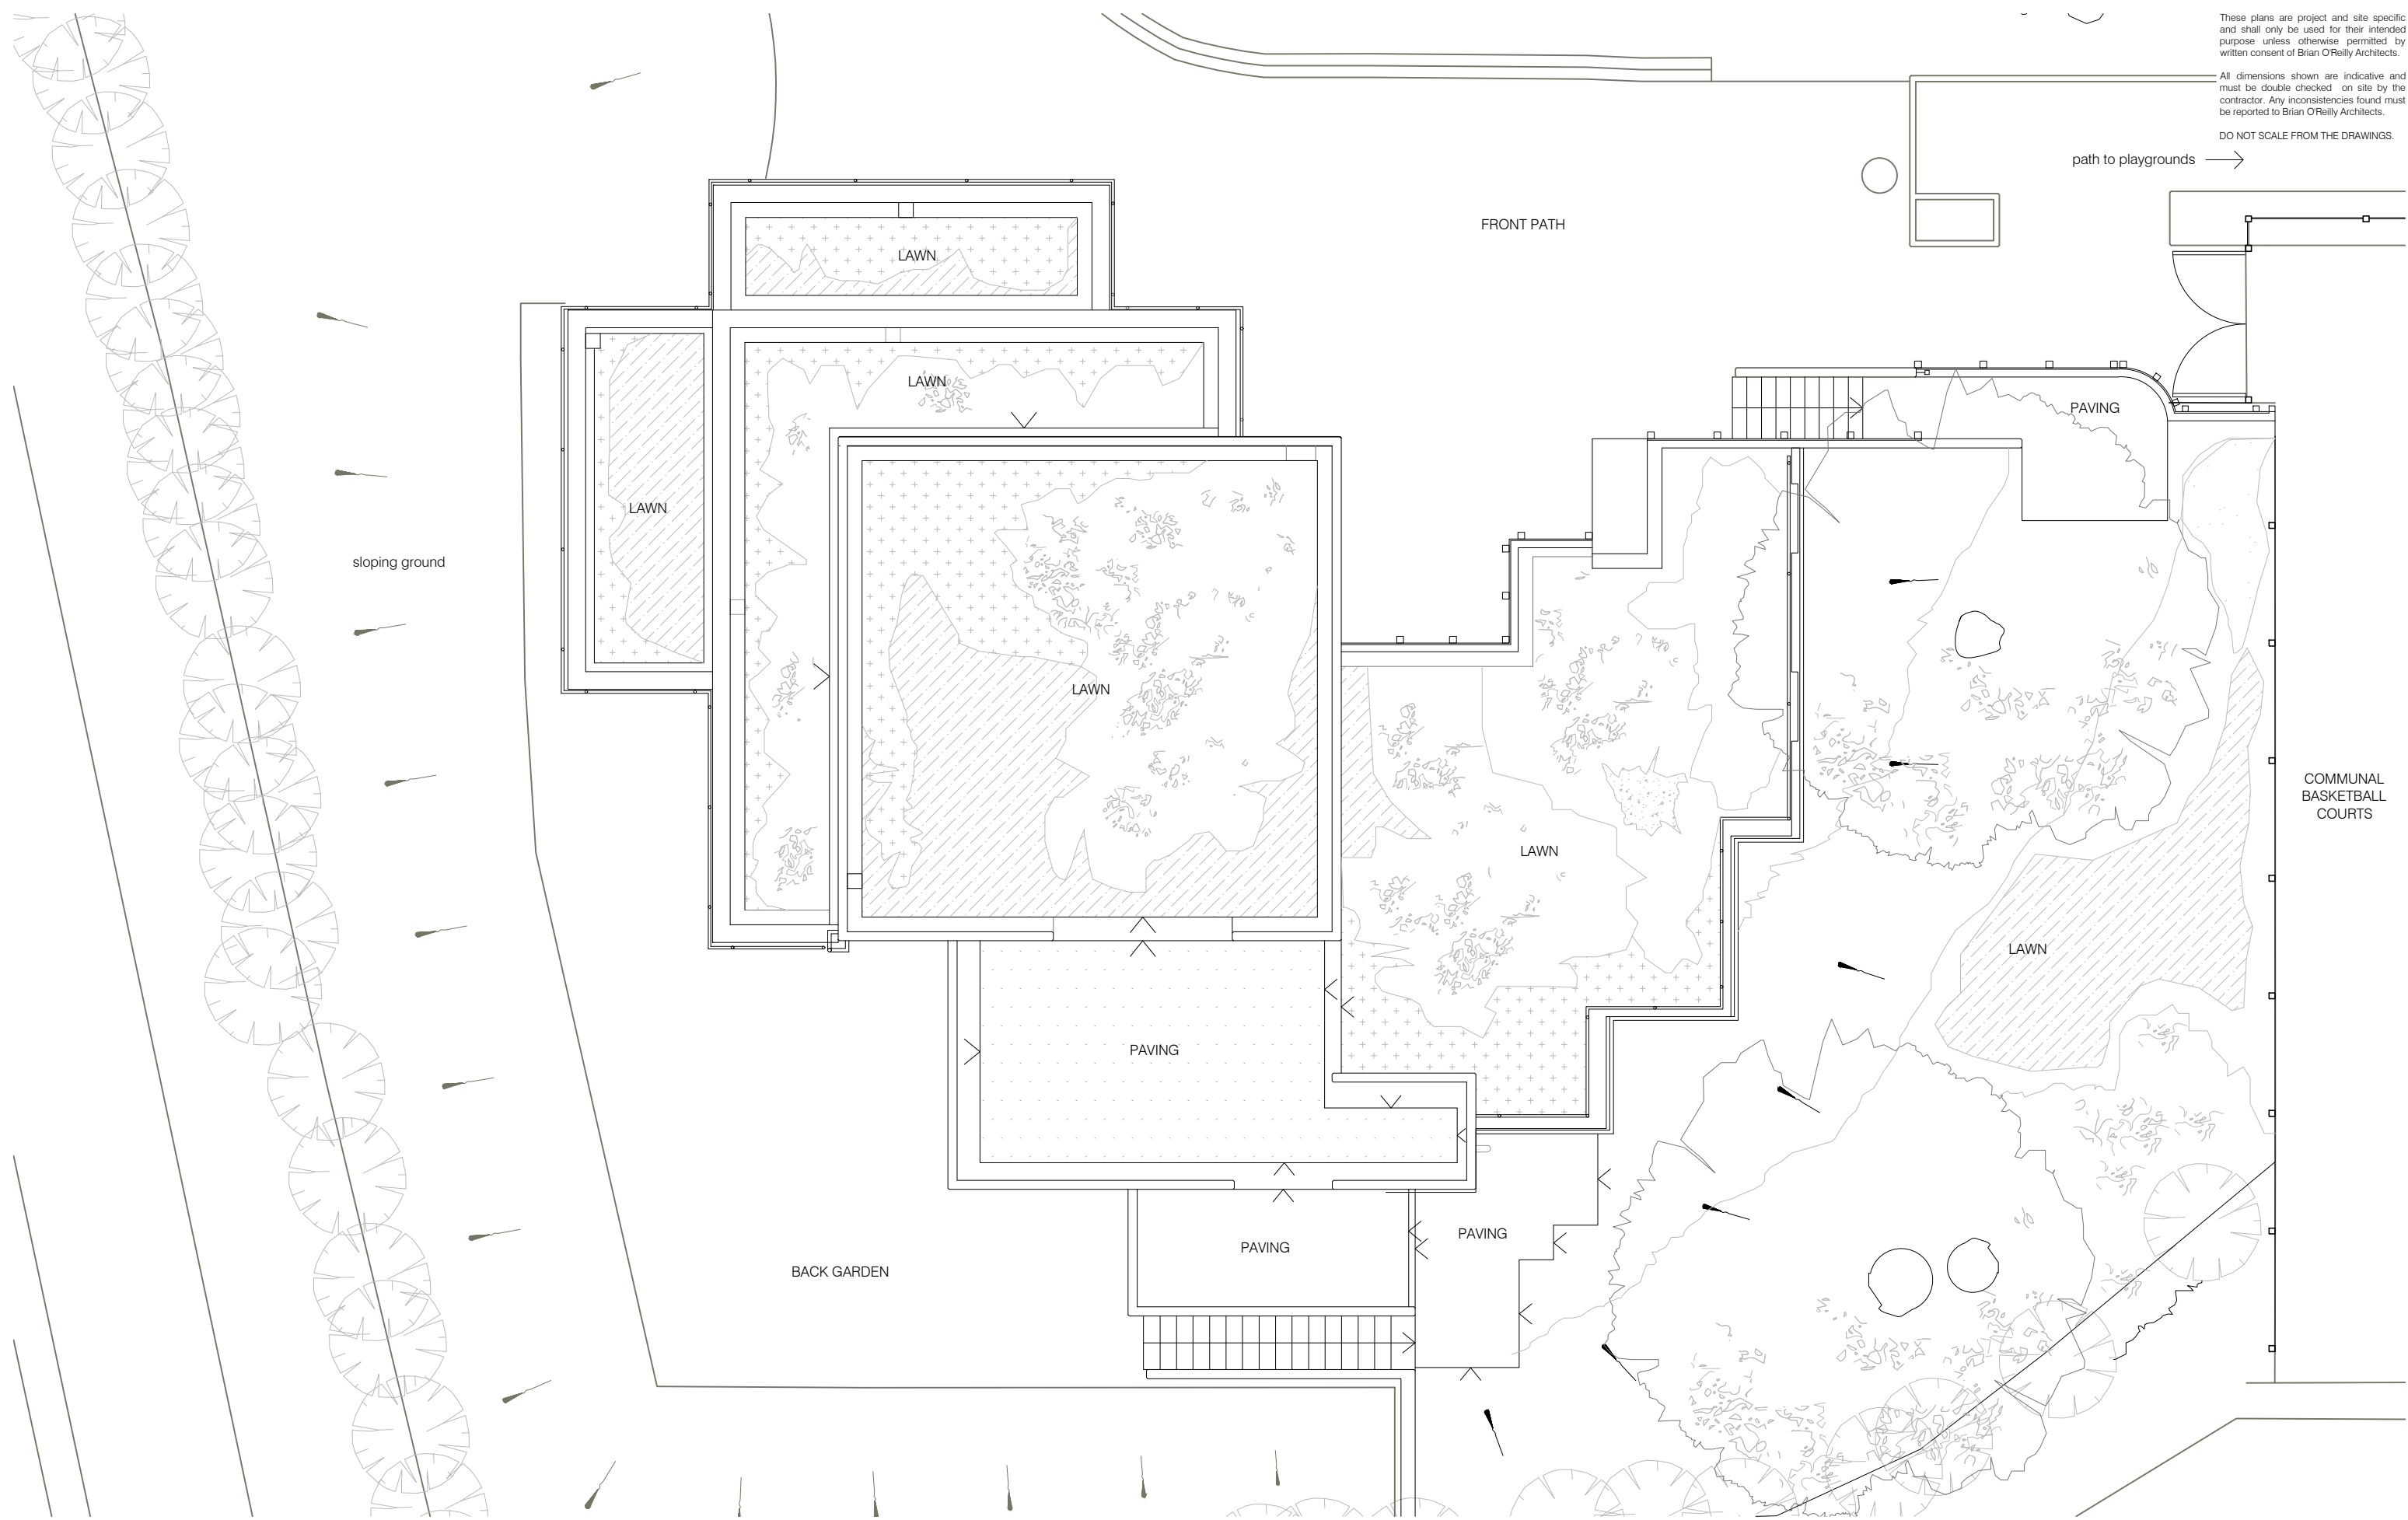 These plans are project and site specific
and shall only be used for their intended
purpose unless otherwise permitted by
written consent of Brian O'Reilly Architects.
All dimensions shown are indicative and
must be double checked on site by the
contractor. Any inconsistencies found must
be reported to Brian O'Reilly Architects.
DO NOT SCALE FROM THE DRAWINGS.
path to playgrounds
FRONT PATH
LAWN
LAWN
PAVING
LAWN
sloping ground
LAWN
COMMUNAL
BASKETBALL
COURTS
LAWN
LAWN
PAVING
PAVING
PAVING
BACK GARDEN